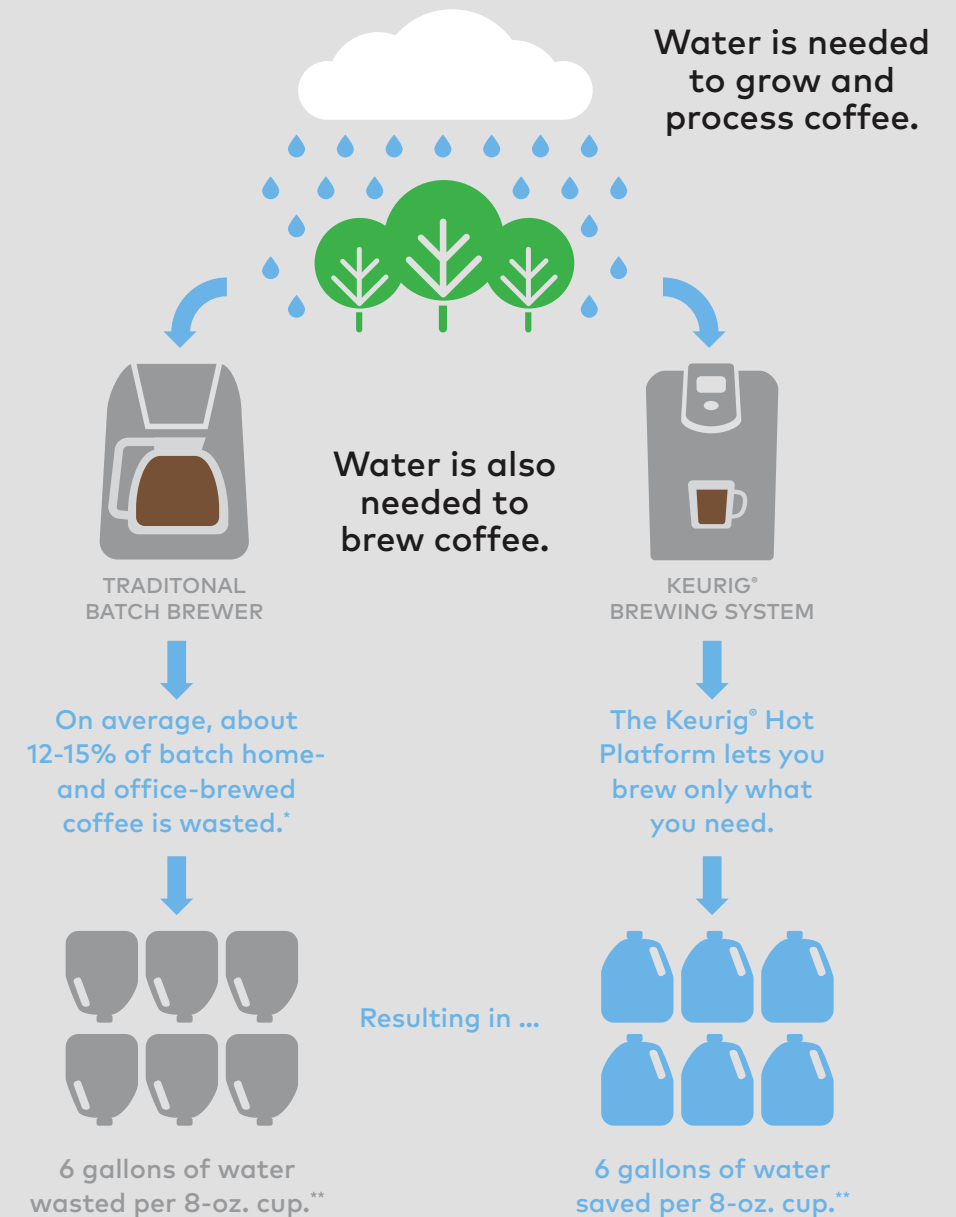 Water is needed
to grow and
process coffee.
Water is also
needed to
brew coffee.
TRADITONAL
BATCH BREWER
KEURIG®
BREWING SYSTEM
On average, about
12-15% of batch home-
and office-brewed
coffee is wasted.*
The Keurig® Hot
Platform lets you
brew only what
you need.
Resulting in ...
6 gallons of water
wasted per 8-oz. cup.**
6 gallons of water
saved per 8-oz. cup.**